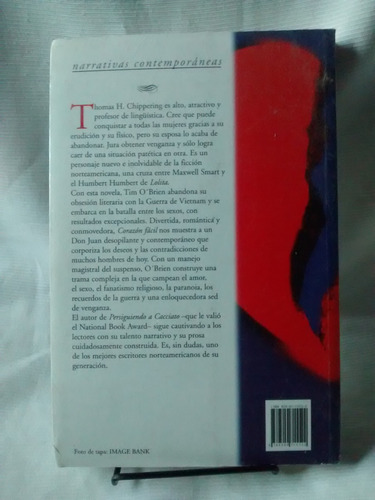 narrativas contemporáneas
Thomas H. Chippering es alto, atractivo y
profesor de lingüística. Cree que puede
conquistar a todas las mujeres gracias a su
erudición y su físico, pero su esposa lo acaba de
abandonar. Jura obtener venganza y sólo logra
caer de una situación patética en otra. Es un
personaje nuevo e inolvidable de la ficción
norteamericana, una cruza entre Maxwell Smart y
el Humbert Humbert de Lolita.
Con esta novela, Tim O'Brien abandona su
obsesión literaria con la Guerra de Vietnam y se
embarca en la batalla entre los sexos, con
resultados excepcionales. Divertida, romántica y
conmovedora, Corazón fácil nos muestra a un
Don Juan desopilante y contemporáneo que
corporiza los deseos y las contradicciones de
muchos hombres de hoy. Con un manejo
magistral del suspenso, O'Brien construye una
trama compleja en la que campean el amor,
el sexo, el fanatismo religioso, la paranoia, los
recuerdos de la guerra y una enloquecedora sed
de venganza.
El autor de Persiguiendo a Cacciato -que le valió
el National Book Award- sigue cautivando a los
lectores con su talento narrativo y su prosa
cuidadosamente construida. Es, sin dudas, uno
de los mejores escritores norteamericanos de su
generación.
Foto de tapa: IMAGE BANK